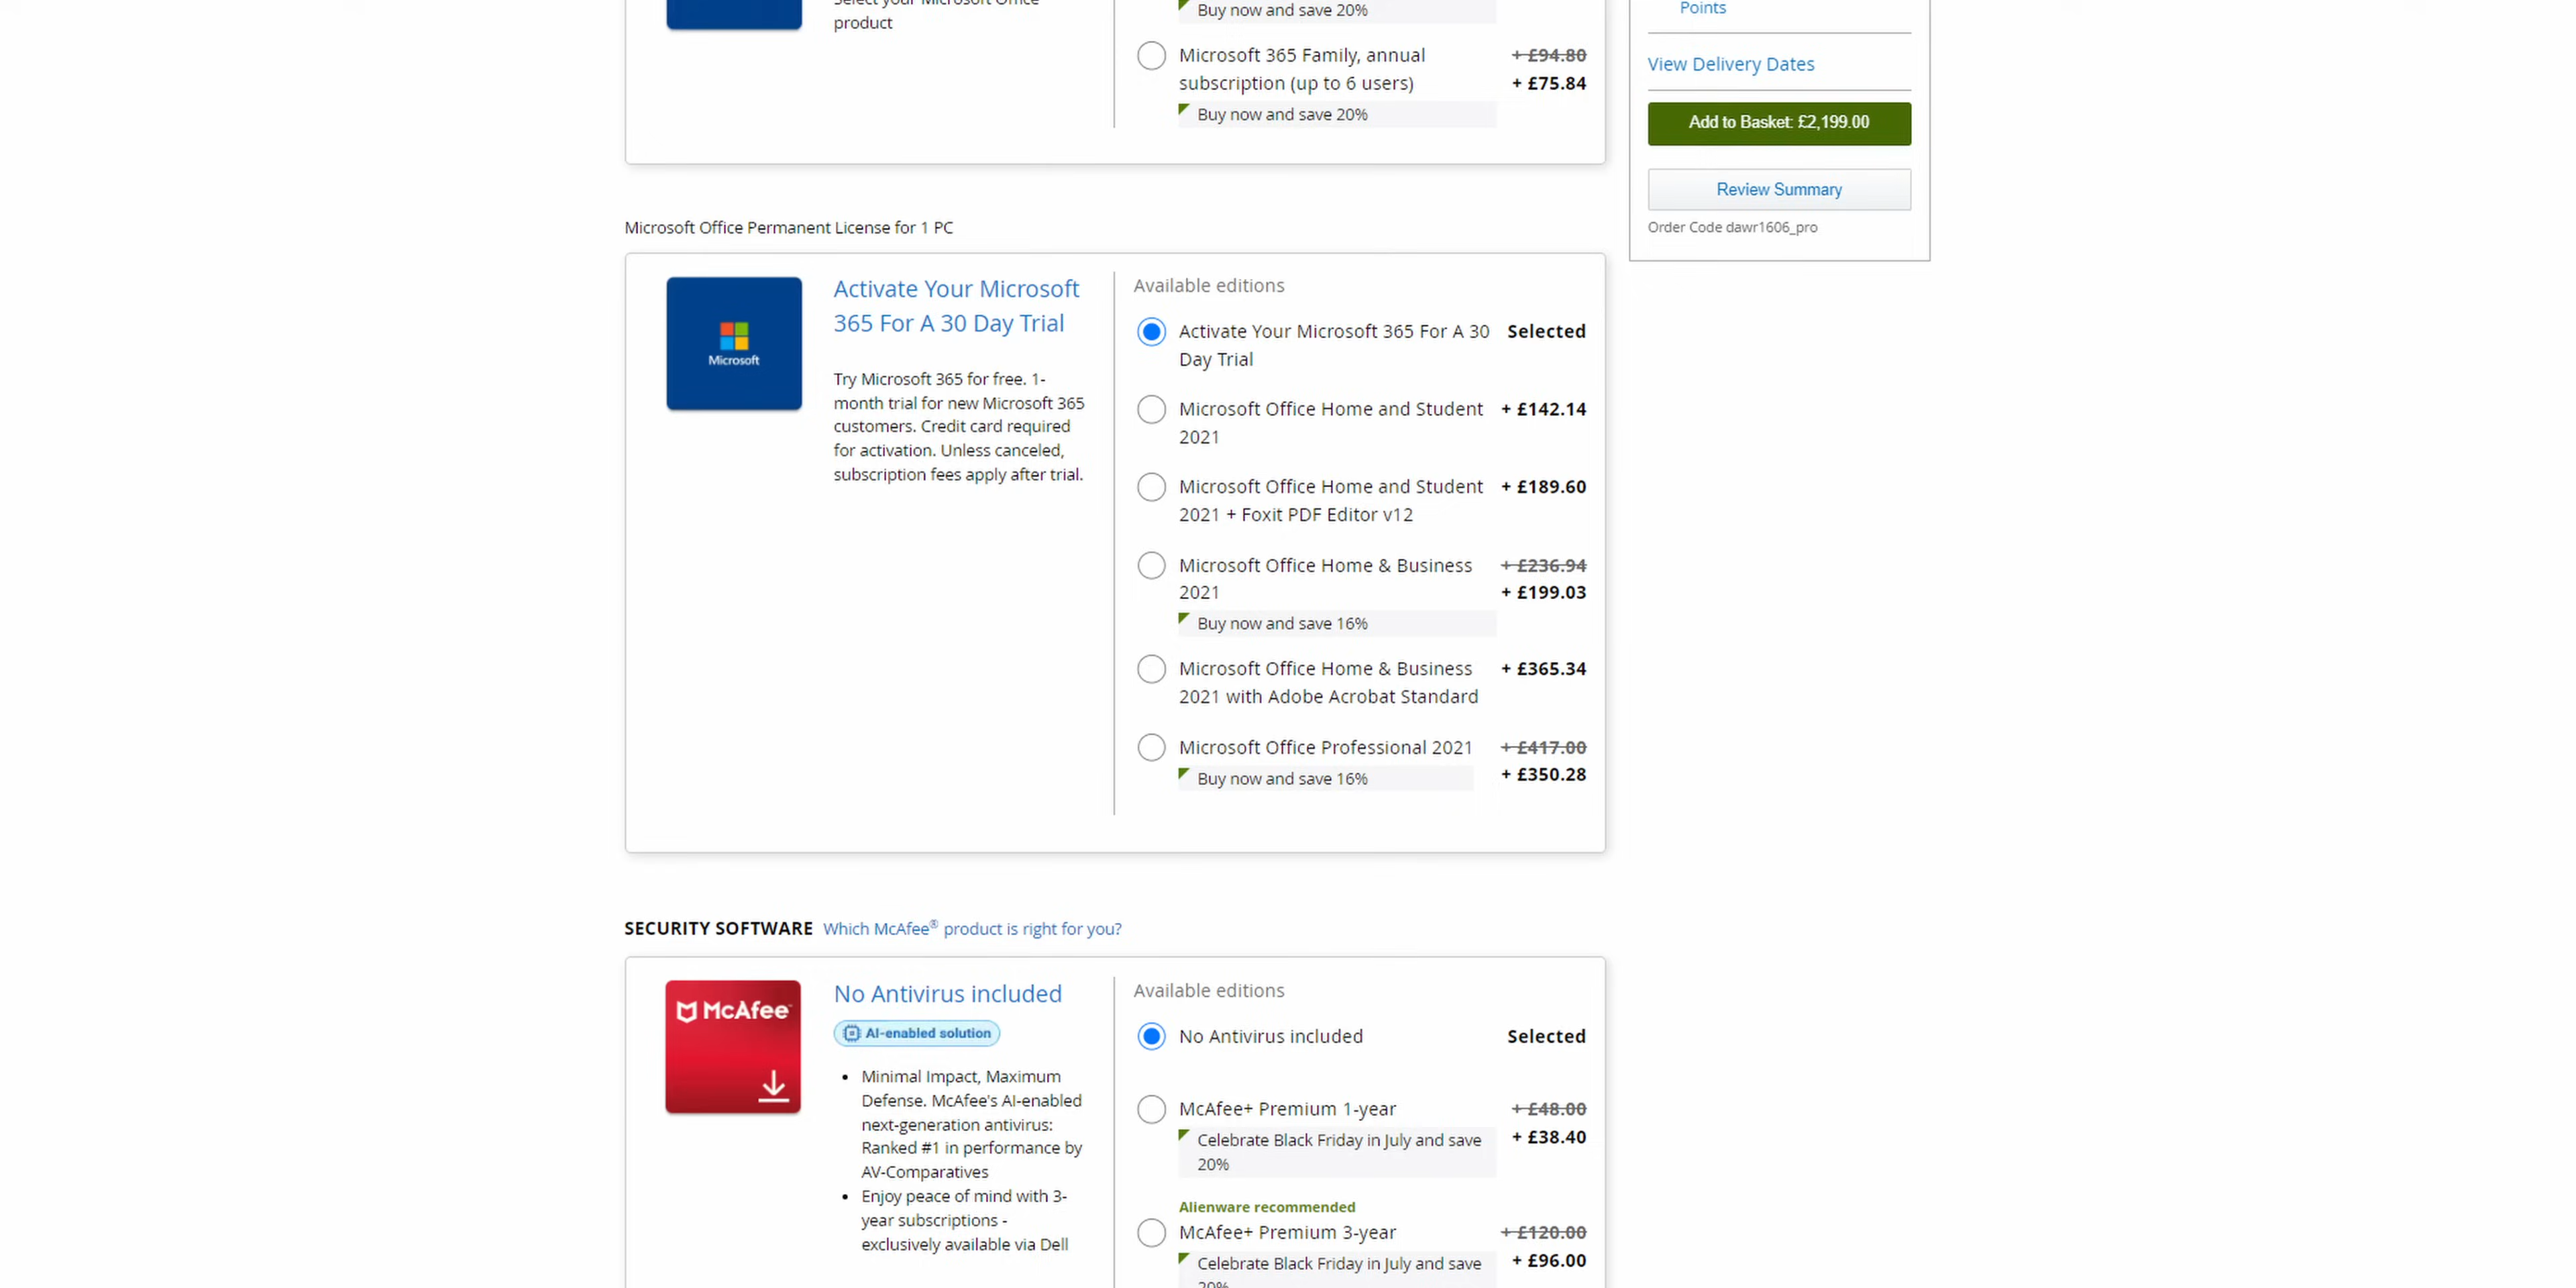 Select your Microsoft Office
product
Buy now and save 20%
Microsoft 365 Family, annual
subscription (up to 6 users)
+ £94.80
+ £75.84
Buy now and save 20%
Points
View Delivery Dates
Add to Basket: £2,199.00
Review Summary
Order Code dawr1606_pro
Microsoft Office Permanent License for 1 PC
Microsoft
Activate Your Microsoft
365 For A 30 Day Trial
Try Microsoft 365 for free. 1-
month trial for new Microsoft 365
customers. Credit card required
for activation. Unless canceled,
subscription fees apply after trial.
Available editions
Activate Your Microsoft 365 For A 30
Day Trial
Selected
Microsoft Office Home and Student
2021
+ £142.14
Microsoft Office Home and Student
2021 + Foxit PDF Editor v12
+ £189.60
Microsoft Office Home & Business
2021
+ £236.94
+ £199.03
Buy now and save 16%
Microsoft Office Home & Business
2021 with Adobe Acrobat Standard
+ £365.34
Microsoft Office Professional 2021
+ £417.00
+ £350.28
Buy now and save 16%
SECURITY SOFTWARE Which McAfee® product is right for you?
McAfee™
No Antivirus included
AI-enabled solution
• Minimal Impact, Maximum
Defense. McAfee's AI-enabled
next-generation antivirus:
Ranked #1 in performance by
AV-Comparatives
• Enjoy peace of mind with 3-
year subscriptions -
exclusively available via Dell
Available editions
No Antivirus included
Selected
McAfee+ Premium 1-year
+ £48.00
+ £38.40
Celebrate Black Friday in July and save
20%
Alienware recommended
McAfee+ Premium 3-year
+ £120.00
+ £96.00
Celebrate Black Friday in July and save
20%